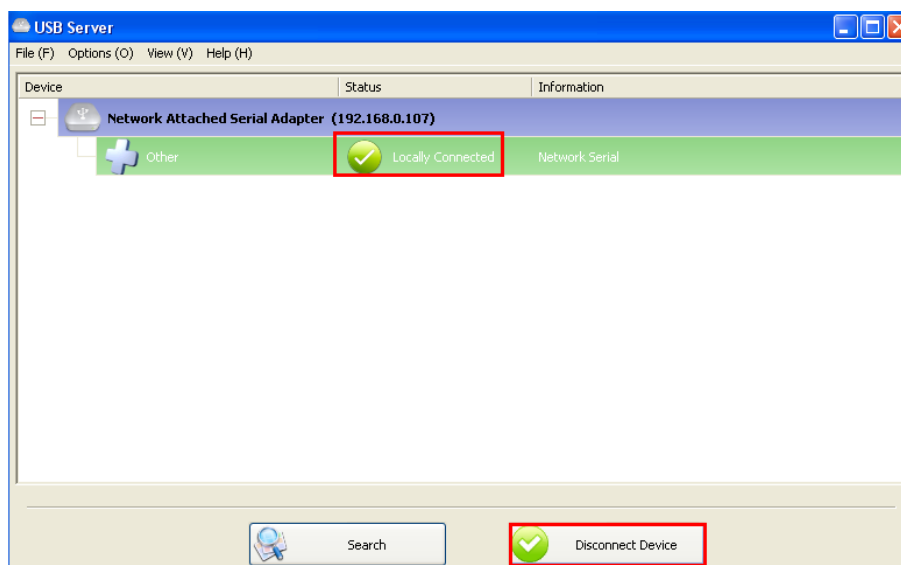 USB Server
File (F) Options (O) View (V) Help (H)
Device Status Information
Network Attached Serial Adapter (192.168.0.107)
Other Locally Connected Network Serial
Search Disconnect Device